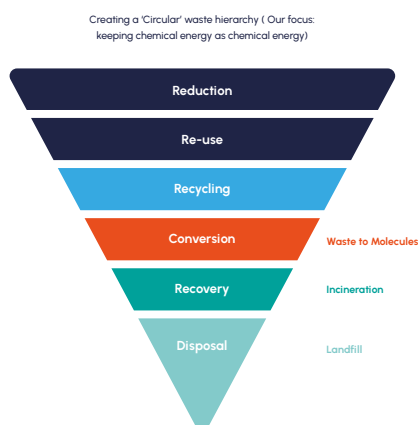 Creating a ‘Circular’ waste hierarchy ( Our focus:
keeping chemical energy as chemical energy)
Reduction
Re-use
Recycling
Conversion
Waste to Molecules
Recovery
Incineration
Disposal
Landfill